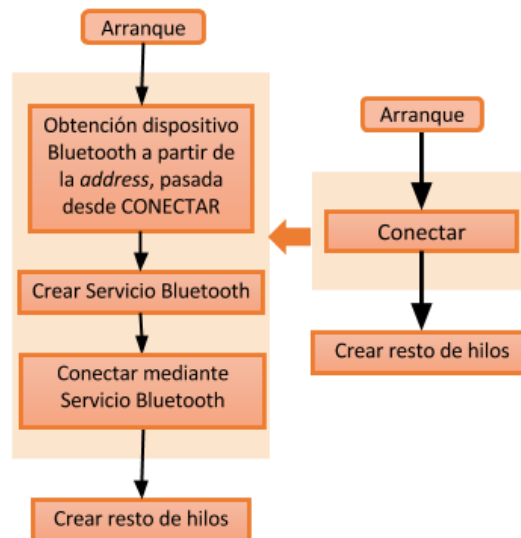 Arranque
Obtención dispositivo
Bluetooth a partir de
la address, pasada
desde CONECTAR
Crear Servicio Bluetooth
Conectar mediante
Servicio Bluetooth
Crear resto de hilos
Arranque
Conectar
Crear resto de hilos